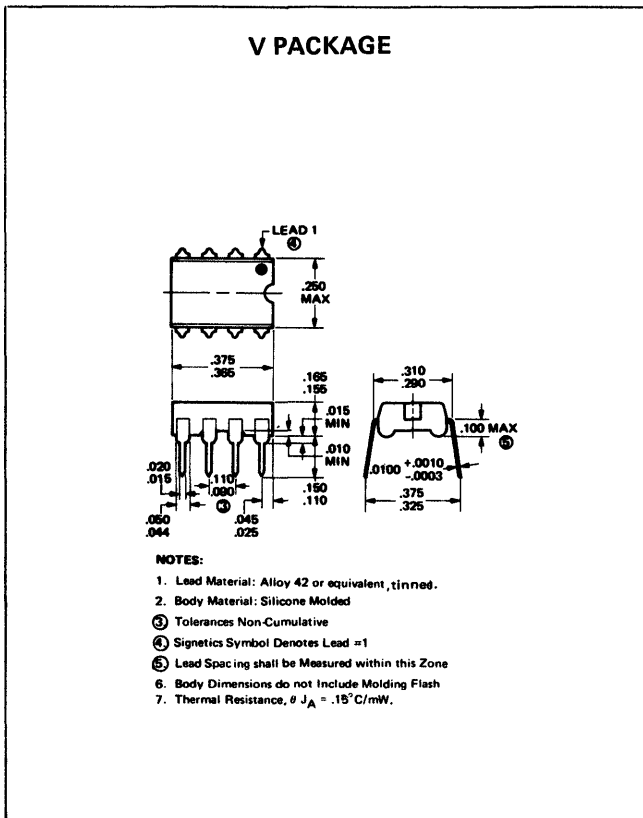 V PACKAGE
LEAD 1
④
.250
MAX
.375
.365
.165
.155
.015
MIN
.010
MIN
.020
.015
.110
.090
③
.150
.110
.050
.044
.045
.025
.310
.290
.100 MAX
⑤
.0100 +.0010
-.0003
.375
.325
NOTES:
1. Lead Material: Alloy 42 or equivalent, tinned.
2. Body Material: Silicone Molded
③ Tolerances Non-Cumulative
④. Signetics Symbol Denotes Lead =1
⑤. Lead Spacing shall be Measured within this Zone
6. Body Dimensions do not Include Molding Flash
7. Thermal Resistance, θ JA = .15°C/mW.